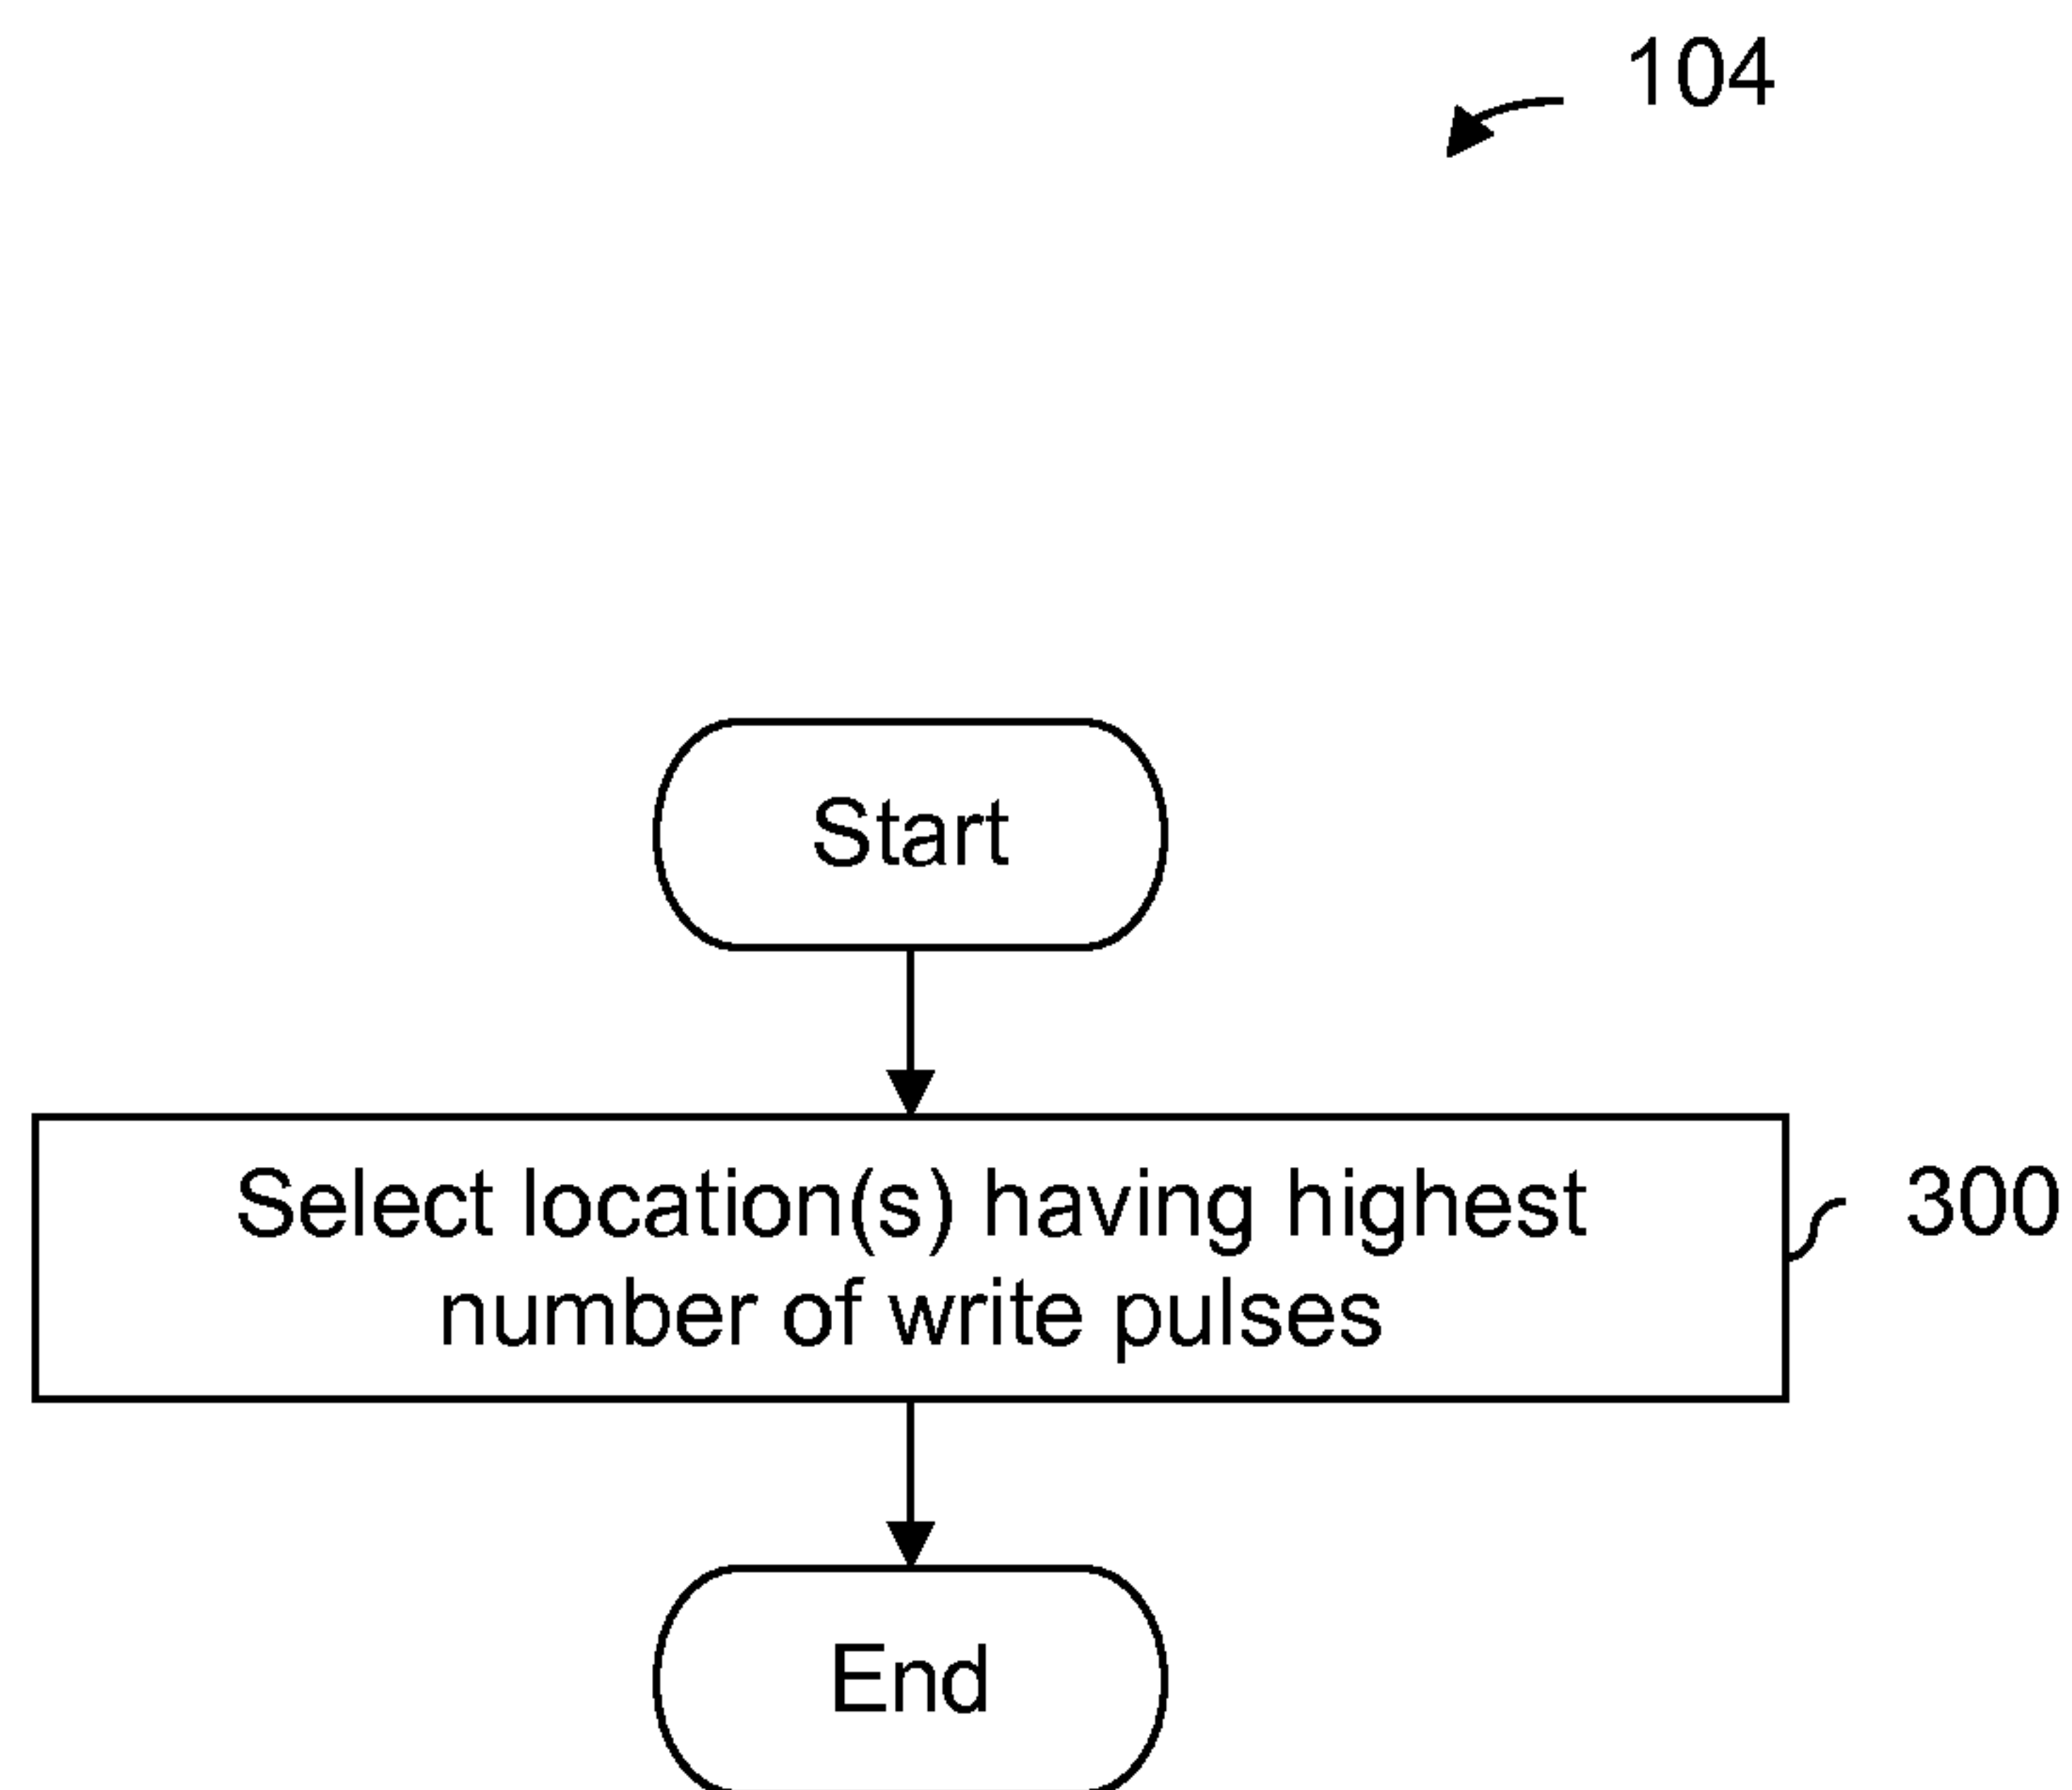 104
Start
Select location(s) having highest
number of write pulses
300
End